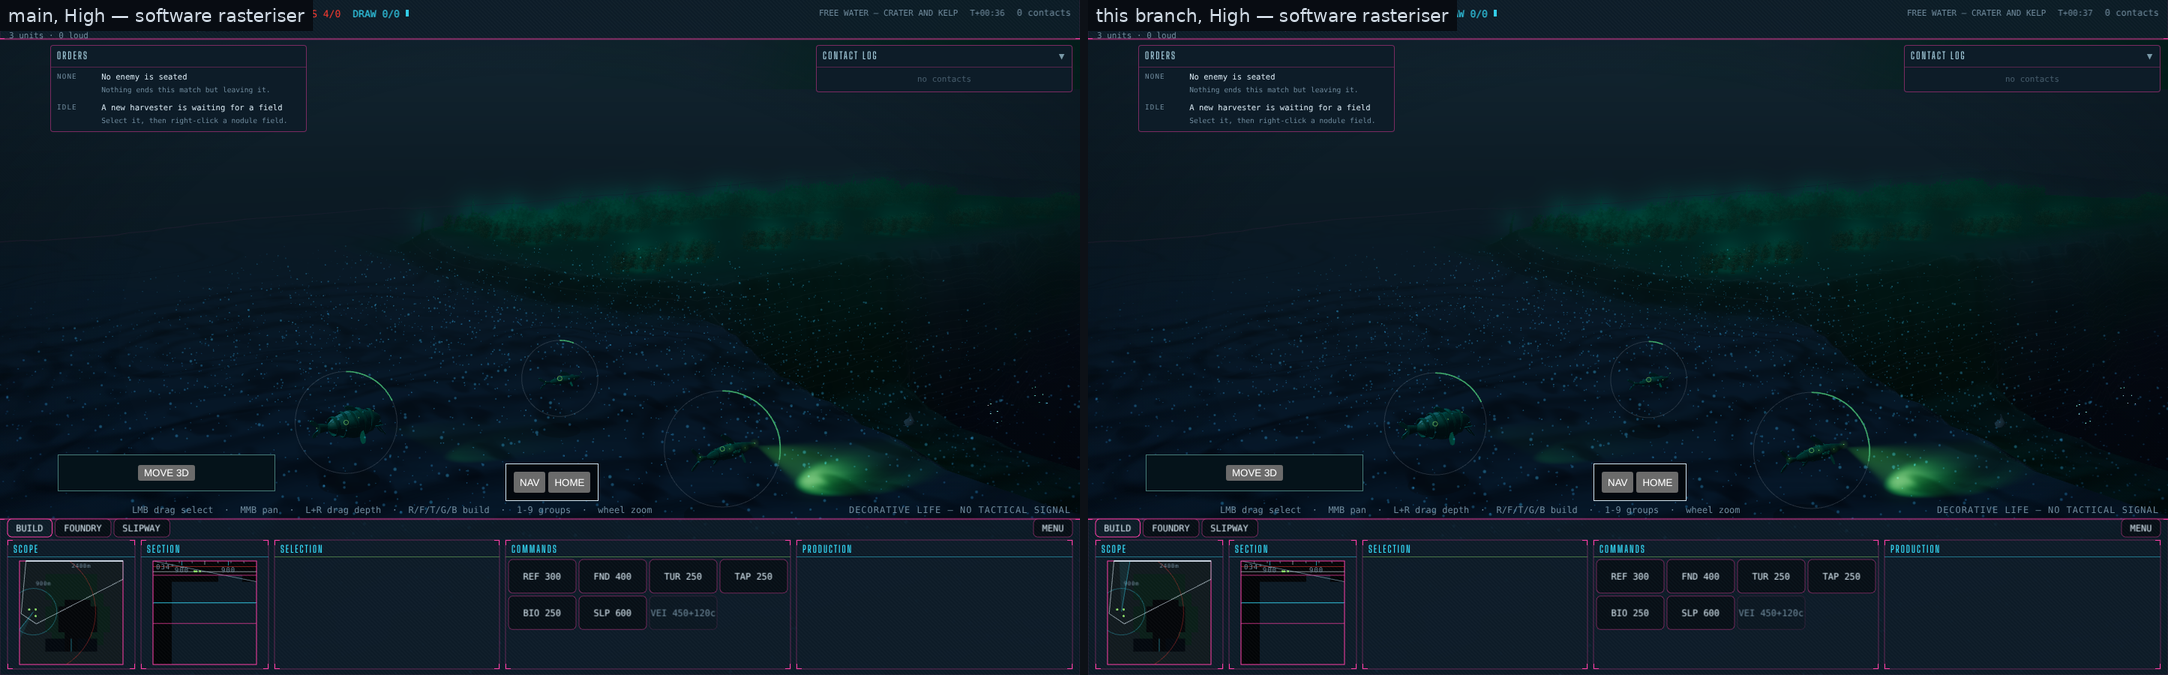 main, High — software rasteriser
S 4/0 DRAW 0/0
FREE WATER — CRATER AND KELP T+00:36 0 contacts
3 units · 0 loud
ORDERS
NONE No enemy is seated
Nothing ends this match but leaving it.
IDLE A new harvester is waiting for a field
Select it, then right-click a nodule field.
CONTACT LOG ▼
no contacts
MOVE 3D
NAV HOME
LMB drag select · MMB pan · L+R drag depth · R/F/T/G/B build · 1-9 groups · wheel zoom
DECORATIVE LIFE — NO TACTICAL SIGNAL
BUILD FOUNDRY SLIPWAY MENU
SCOPE SECTION SELECTION COMMANDS PRODUCTION
2400m
900m
034°
900 900
REF 300 FND 400 TUR 250 TAP 250
BIO 250 SLP 600 VEI 450+120c
this branch, High — software rasteriser
W 0/0
FREE WATER — CRATER AND KELP T+00:37 0 contacts
3 units · 0 loud
ORDERS
NONE No enemy is seated
Nothing ends this match but leaving it.
IDLE A new harvester is waiting for a field
Select it, then right-click a nodule field.
CONTACT LOG ▼
no contacts
MOVE 3D
NAV HOME
LMB drag select · MMB pan · L+R drag depth · R/F/T/G/B build · 1-9 groups · wheel zoom
DECORATIVE LIFE — NO TACTICAL SIGNAL
BUILD FOUNDRY SLIPWAY MENU
SCOPE SECTION SELECTION COMMANDS PRODUCTION
2400m
900m
034°
900 900
REF 300 FND 400 TUR 250 TAP 250
BIO 250 SLP 600 VEI 450+120c